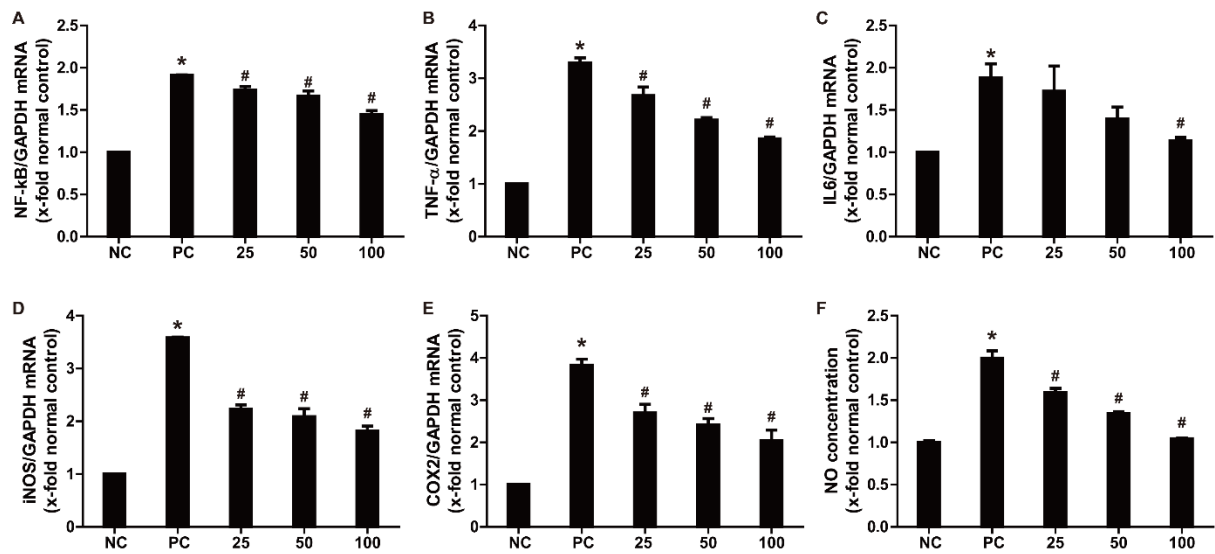 A
NF-kB/GAPDH mRNA
(x-fold normal control)
2.5
2.0
1.5
1.0
0.5
0.0
*
#
#
#
NC PC 25 50 100
B
TNF-α/GAPDH mRNA
(x-fold normal control)
4
3
2
1
0
*
#
#
#
NC PC 25 50 100
C
IL6/GAPDH mRNA
(x-fold normal control)
2.5
2.0
1.5
1.0
0.5
0.0
*
#
NC PC 25 50 100
D
iNOS/GAPDH mRNA
(x-fold normal control)
4
3
2
1
0
*
#
#
#
NC PC 25 50 100
E
COX2/GAPDH mRNA
(x-fold normal control)
5
4
3
2
1
0
*
#
#
#
NC PC 25 50 100
F
NO concentration
(x-fold normal control)
2.5
2.0
1.5
1.0
0.5
0.0
*
#
#
#
NC PC 25 50 100